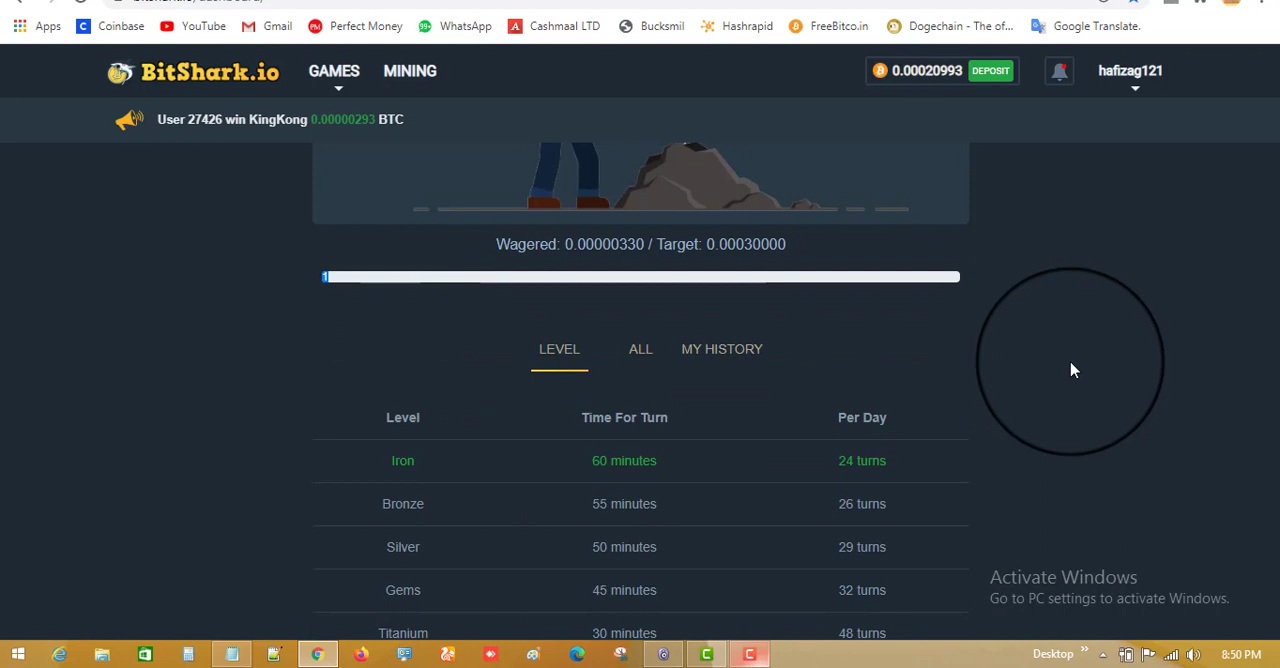 Apps Coinbase YouTube Gmail Perfect Money WhatsApp Cashmaal LTD Bucksmil Hashrapid FreeBitco.in Dogechain - The of... Google Translate.
BitShark.io GAMES MINING 0.00020993 DEPOSIT hafizag121
User 27426 win KingKong 0.00000293 BTC
Wagered: 0.00000330 / Target: 0.00030000
1
LEVEL ALL MY HISTORY
Level Time For Turn Per Day
Iron 60 minutes 24 turns
Bronze 55 minutes 26 turns
Silver 50 minutes 29 turns
Gems 45 minutes 32 turns
Titanium 30 minutes 48 turns
Activate Windows
Go to PC settings to activate Windows.
Desktop 8:50 PM